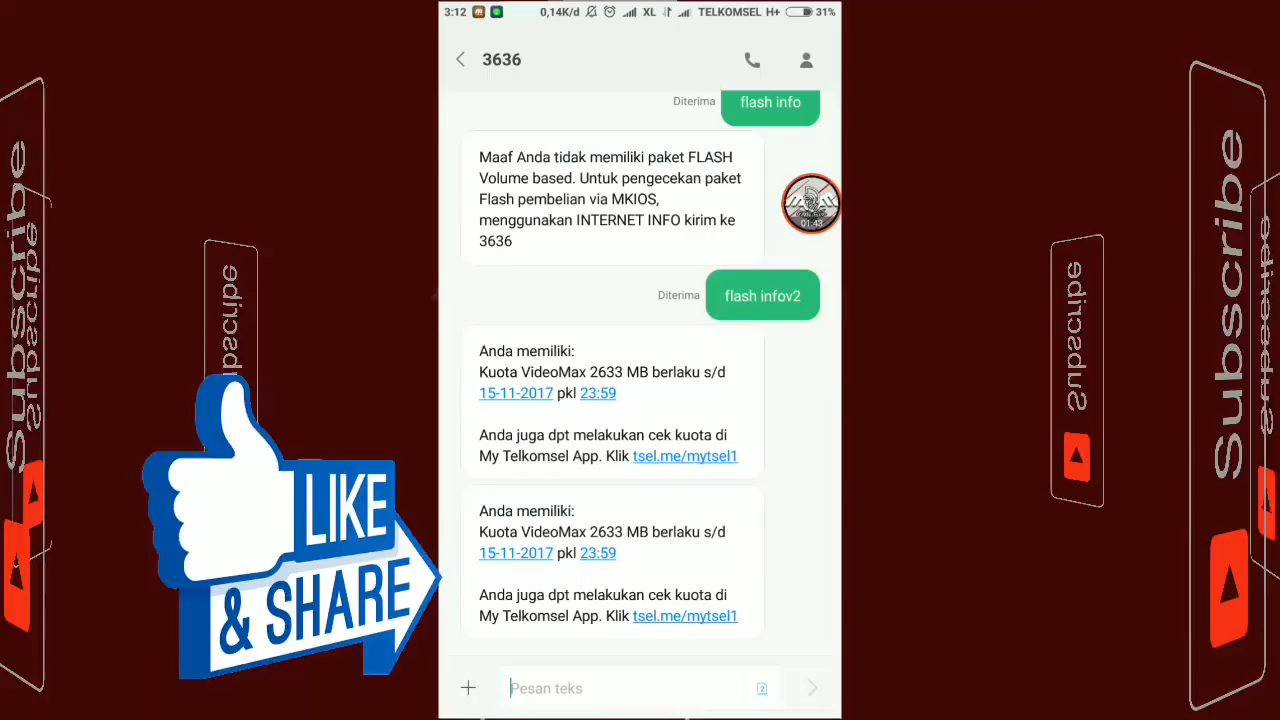 3:12 0,14K/d XL TELKOMSEL H+ 31%
3636
Diterima flash info
Maaf Anda tidak memiliki paket FLASH
Volume based. Untuk pengecekan paket
Flash pembelian via MKIOS,
menggunakan INTERNET INFO kirim ke
3636
01:43
Diterima flash infov2
Anda memiliki:
Kuota VideoMax 2633 MB berlaku s/d
15-11-2017 pkl 23:59
Anda juga dpt melakukan cek kuota di
My Telkomsel App. Klik tsel.me/mytsel1
Anda memiliki:
Kuota VideoMax 2633 MB berlaku s/d
15-11-2017 pkl 23:59
Anda juga dpt melakukan cek kuota di
My Telkomsel App. Klik tsel.me/mytsel1
Pesan teks
2
LIKE
& SHARE
Subscribe
Subscribe
Subscribe
Subscribe
Subscribe
Subscribe